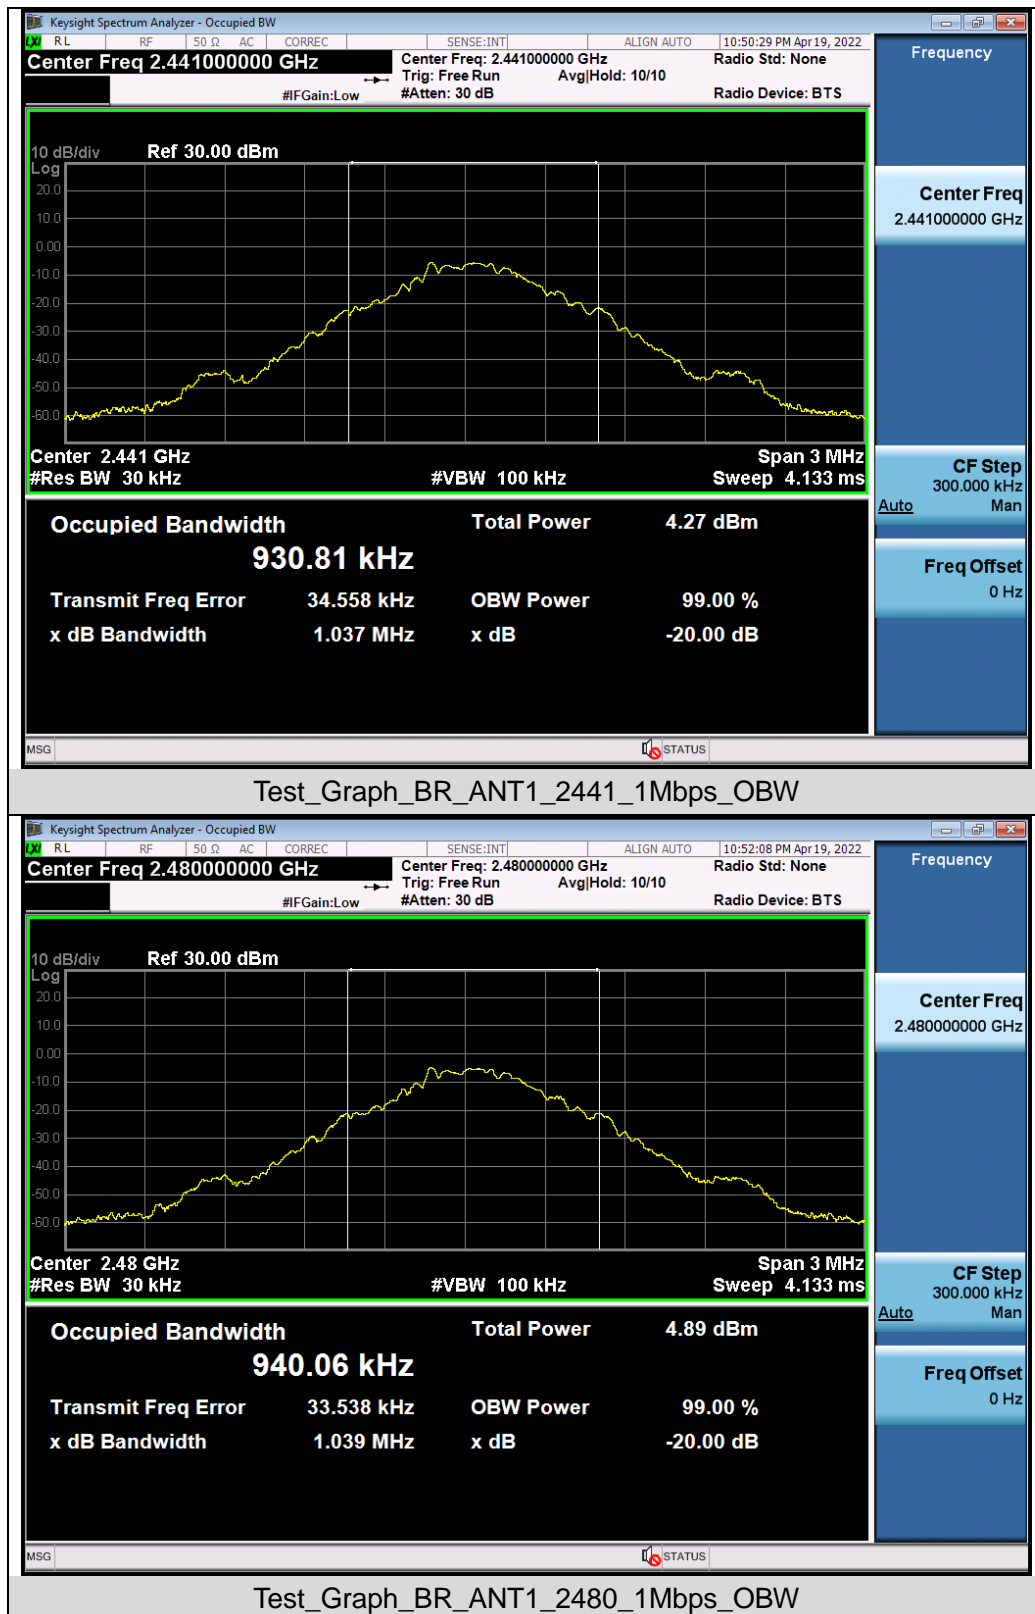 Keysight Spectrum Analyzer - Occupied BW
LXI RL RF 50 Ω AC CORREC SENSE:INT ALIGN AUTO 10:50:29 PM Apr 19, 2022
Center Freq 2.441000000 GHz Center Freq: 2.441000000 GHz Radio Std: None Frequency
Trig: Free Run Avg|Hold: 10/10
#IFGain:Low #Atten: 30 dB Radio Device: BTS
10 dB/div Ref 30.00 dBm
Log
20.0
10.0
0.00
-10.0
-20.0
-30.0
-40.0
-50.0
-60.0
Center Freq
2.441000000 GHz
Center 2.441 GHz Span 3 MHz
#Res BW 30 kHz #VBW 100 kHz Sweep 4.133 ms
CF Step
300.000 kHz
Auto Man
Occupied Bandwidth Total Power 4.27 dBm
930.81 kHz
Transmit Freq Error 34.558 kHz OBW Power 99.00 %
x dB Bandwidth 1.037 MHz x dB -20.00 dB
Freq Offset
0 Hz
MSG STATUS
Test_Graph_BR_ANT1_2441_1Mbps_OBW
Keysight Spectrum Analyzer - Occupied BW
LXI RL RF 50 Ω AC CORREC SENSE:INT ALIGN AUTO 10:52:08 PM Apr 19, 2022
Center Freq 2.480000000 GHz Center Freq: 2.480000000 GHz Radio Std: None Frequency
Trig: Free Run Avg|Hold: 10/10
#IFGain:Low #Atten: 30 dB Radio Device: BTS
10 dB/div Ref 30.00 dBm
Log
20.0
10.0
0.00
-10.0
-20.0
-30.0
-40.0
-50.0
-60.0
Center Freq
2.480000000 GHz
Center 2.48 GHz Span 3 MHz
#Res BW 30 kHz #VBW 100 kHz Sweep 4.133 ms
CF Step
300.000 kHz
Auto Man
Occupied Bandwidth Total Power 4.89 dBm
940.06 kHz
Transmit Freq Error 33.538 kHz OBW Power 99.00 %
x dB Bandwidth 1.039 MHz x dB -20.00 dB
Freq Offset
0 Hz
MSG STATUS
Test_Graph_BR_ANT1_2480_1Mbps_OBW